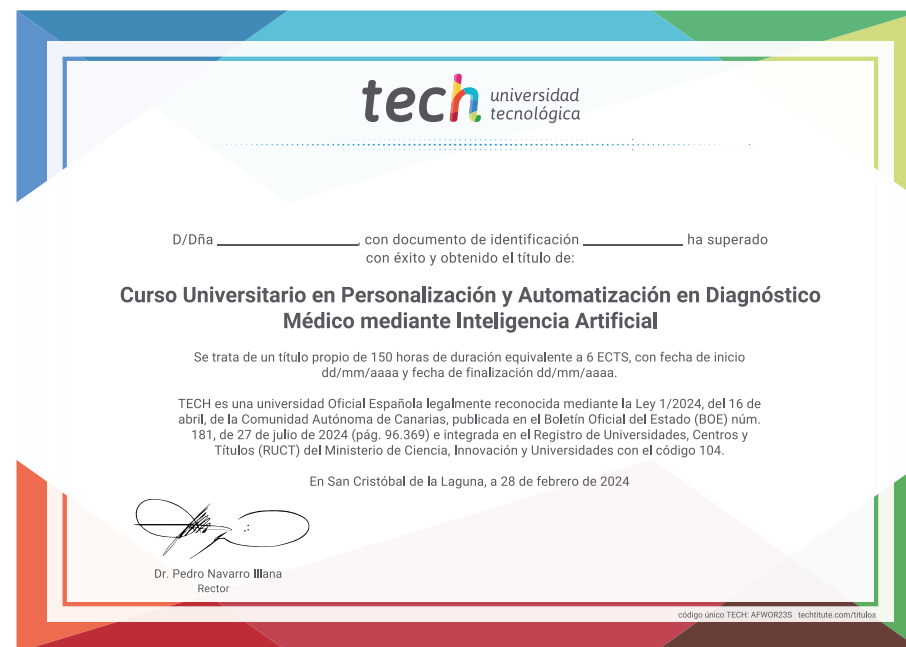 tech universidad
tecnológica
D/Dña ________________, con documento de identificación ____________ ha superado
con éxito y obtenido el título de:
Curso Universitario en Personalización y Automatización en Diagnóstico
Médico mediante Inteligencia Artificial
Se trata de un título propio de 150 horas de duración equivalente a 6 ECTS, con fecha de inicio
dd/mm/aaaa y fecha de finalización dd/mm/aaaa.
TECH es una universidad Oficial Española legalmente reconocida mediante la Ley 1/2024, del 16 de
abril, de la Comunidad Autónoma de Canarias, publicada en el Boletín Oficial del Estado (BOE) núm.
181, de 27 de julio de 2024 (pág. 96.369) e integrada en el Registro de Universidades, Centros y
Títulos (RUCT) del Ministerio de Ciencia, Innovación y Universidades con el código 104.
En San Cristóbal de la Laguna, a 28 de febrero de 2024
Dr. Pedro Navarro Illana
Rector
código único TECH: AFWOR23S techtitute.com/titulos